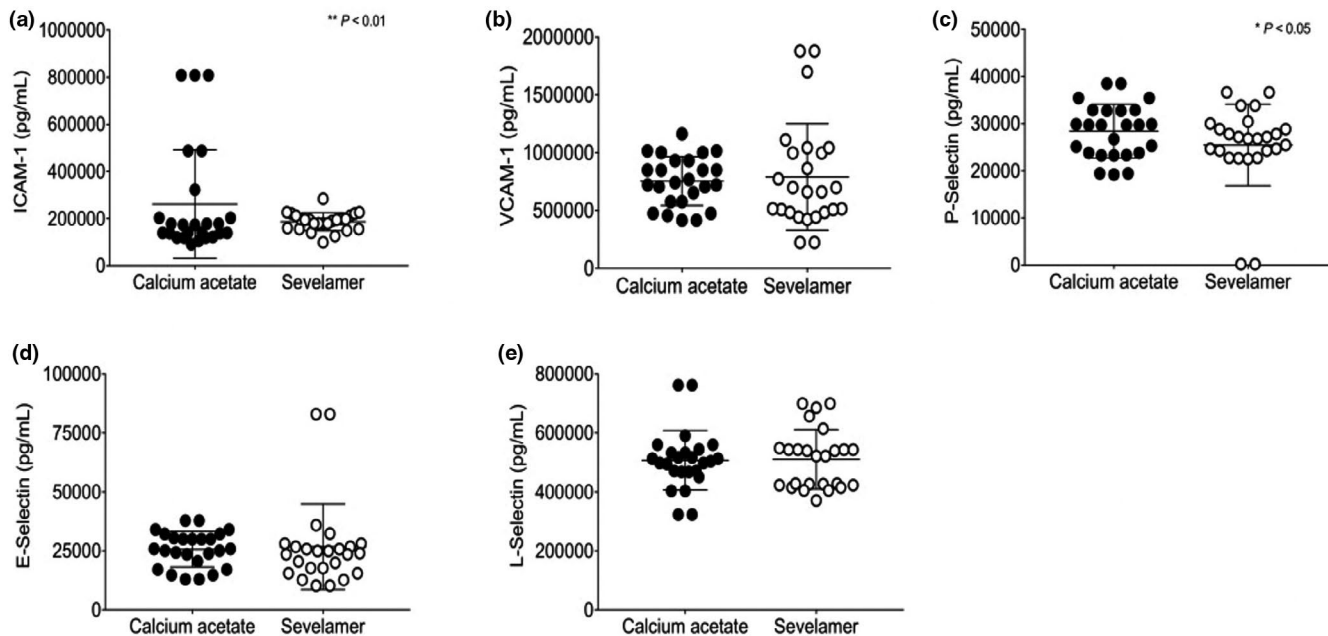 (a)
** P < 0.01
ICAM-1 (pg/mL)
1000000
800000
600000
400000
200000
0
Calcium acetate
Sevelamer
(b)
VCAM-1 (pg/mL)
2000000
1500000
1000000
500000
0
Calcium acetate
Sevelamer
(c)
* P < 0.05
P-Selectin (pg/mL)
50000
40000
30000
20000
10000
0
Calcium acetate
Sevelamer
(d)
E-Selectin (pg/mL)
100000
75000
50000
25000
0
Calcium acetate
Sevelamer
(e)
L-Selectin (pg/mL)
800000
600000
400000
200000
0
Calcium acetate
Sevelamer